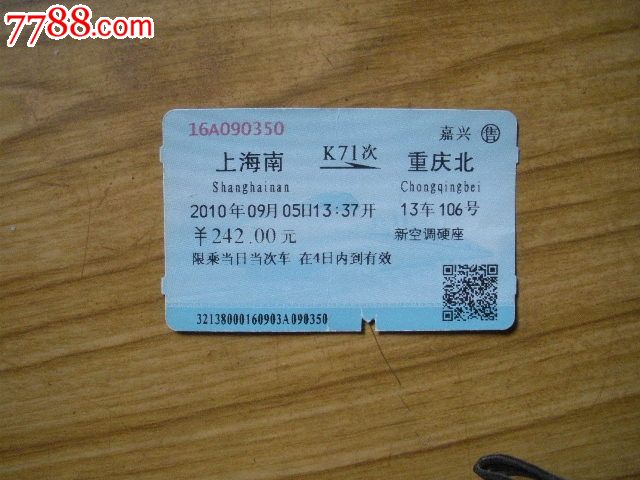 7788.com
16A090350 嘉兴 售
上海南 K71次 重庆北
Shanghainan Chongqingbei
2010年09月05日13:37开 13车106号
￥242.00元 新空调硬座
限乘当日当次车 在4日内到有效
32138000160903A090350